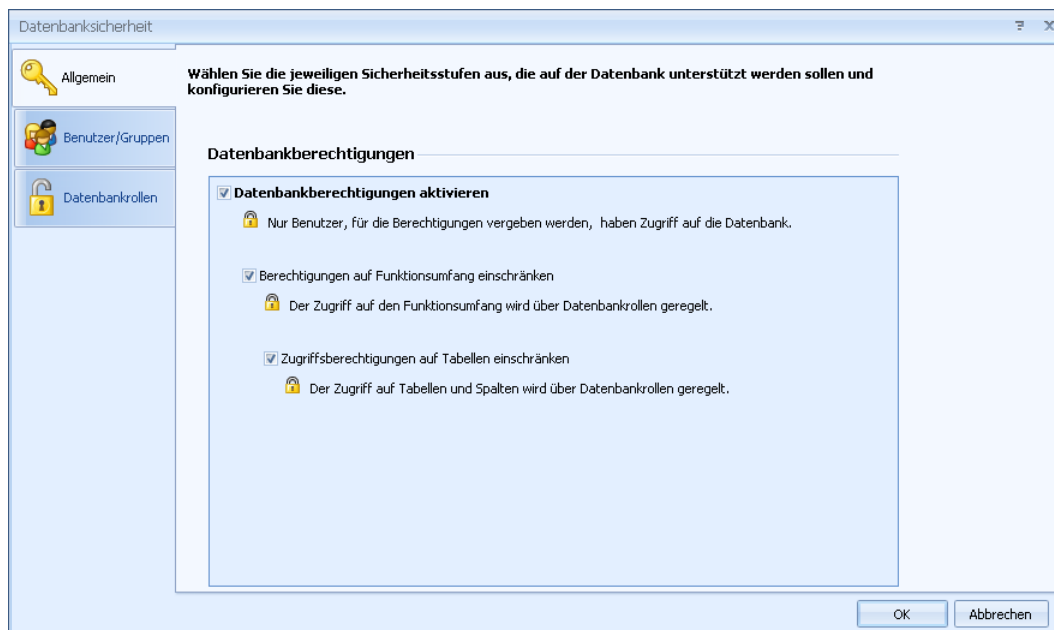 Datenbanksicherheit
Allgemein
Benutzer/Gruppen
Datenbankrollen
Wählen Sie die jeweiligen Sicherheitsstufen aus, die auf der Datenbank unterstützt werden sollen und
konfigurieren Sie diese.
Datenbankberechtigungen
Datenbankberechtigungen aktivieren
Nur Benutzer, für die Berechtigungen vergeben werden, haben Zugriff auf die Datenbank.
Berechtigungen auf Funktionsumfang einschränken
Der Zugriff auf den Funktionsumfang wird über Datenbankrollen geregelt.
Zugriffsberechtigungen auf Tabellen einschränken
Der Zugriff auf Tabellen und Spalten wird über Datenbankrollen geregelt.
OK
Abbrechen